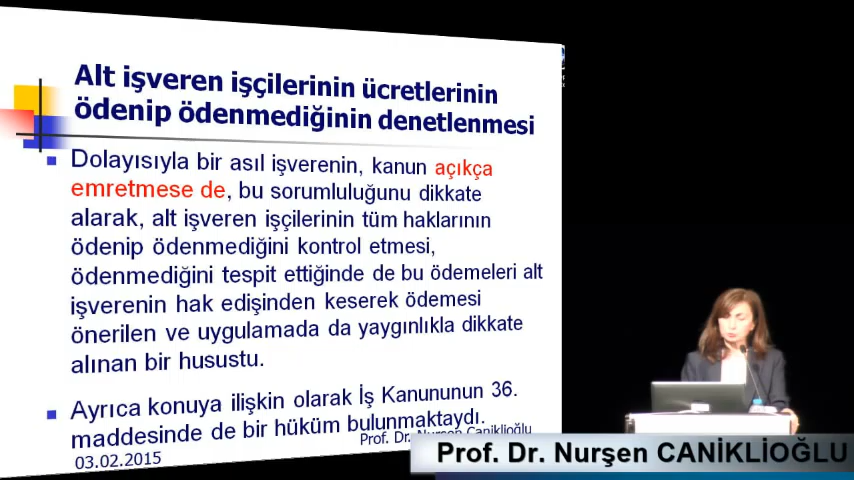 Alt işveren işçilerinin ücretlerinin
ödenip ödenmediğinin denetlenmesi
Dolayısıyla bir asıl işverenin, kanun açıkça
emretmese de, bu sorumluluğunu dikkate
alarak, alt işveren işçilerinin tüm haklarının
ödenip ödenmediğini kontrol etmesi,
ödenmediğini tespit ettiğinde de bu ödemeleri alt
işverenin hak edişinden keserek ödemesi
önerilen ve uygulamada da yaygınlıkla dikkate
alınan bir husustu.
Ayrıca konuya ilişkin olarak İş Kanununun 36.
maddesinde de bir hüküm bulunmaktaydı.
Prof. Dr. Nurşen Caniklioğlu
03.02.2015
Prof. Dr. Nurşen CANİKLİOĞLU